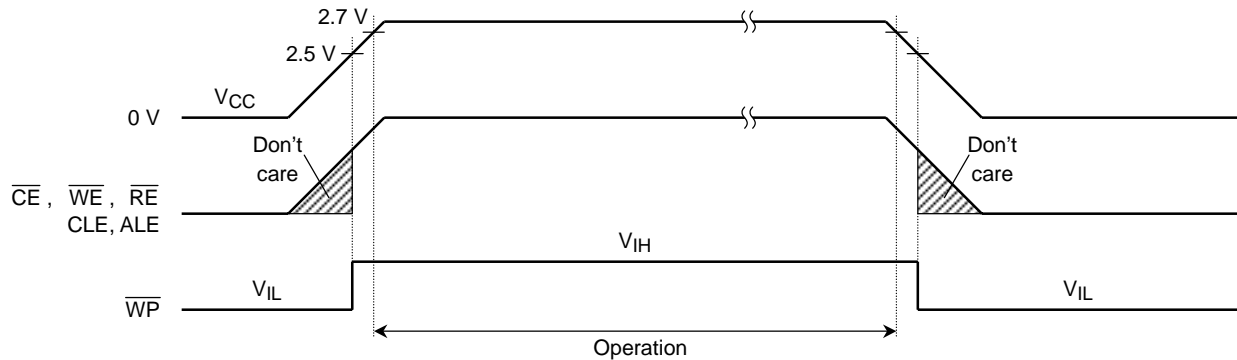 2.7 V
2.5 V
VCC
0 V
Don't
care
Don't
care
CE , WE , RE
CLE, ALE
VIH
VIL
VIL
WP
Operation